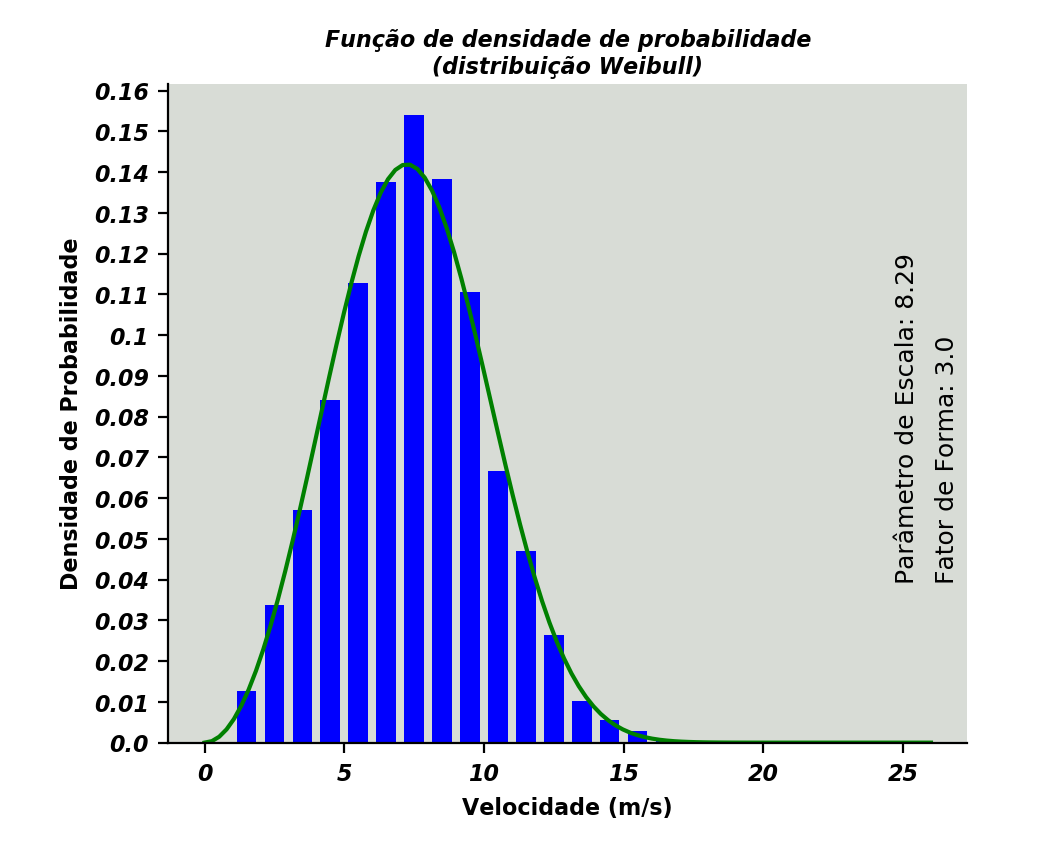 Função de densidade de probabilidade
(distribuição Weibull)
0.16
0.15
0.14
0.13
0.12
0.11
0.1
0.09
0.08
0.07
0.06
0.05
0.04
0.03
0.02
0.01
0.0
Densidade de Probabilidade
0 5 10 15 20 25
Velocidade (m/s)
Parâmetro de Escala: 8.29
Fator de Forma: 3.0